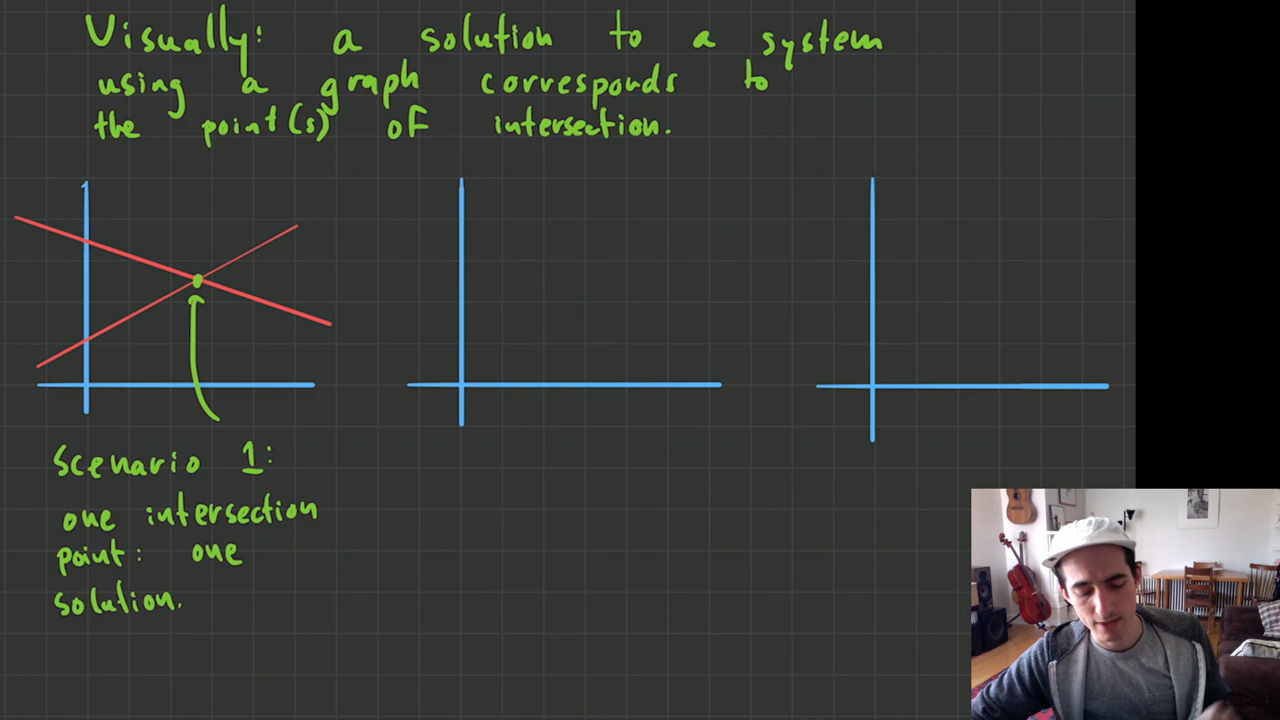 Visually: a solution to a system
using a graph corresponds to
the point(s) of intersection.
Scenario 1:
one intersection
point: one
solution.